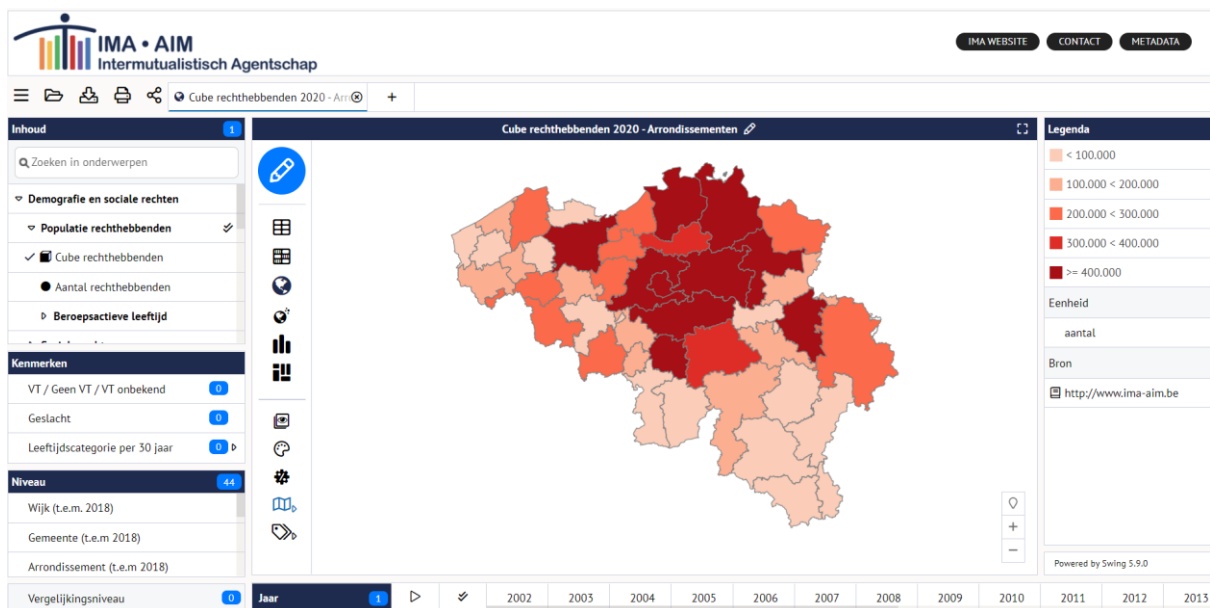 IMA • AIM
Intermutualistisch Agentschap
IMA WEBSITE
CONTACT
METADATA
Cube rechthebbenden 2020 - Arr
+
Inhoud
1
Zoeken in onderwerpen
Demografie en sociale rechten
Populatie rechthebbenden
Cube rechthebbenden
Aantal rechthebbenden
Beroepsactieve leeftijd
Kenmerken
VT / Geen VT / VT onbekend
0
Geslacht
0
Leeftijdscategorie per 30 jaar
0
Niveau
44
Wijk (t.e.m. 2018)
Gemeente (t.e.m 2018)
Arrondissement (t.e.m 2018)
Vergelijkingsniveau
0
Cube rechthebbenden 2020 - Arrondissementen
+
−
Jaar
1
2002
2003
2004
2005
2006
2007
2008
2009
2010
2011
2012
2013
Legenda
< 100.000
100.000 < 200.000
200.000 < 300.000
300.000 < 400.000
>= 400.000
Eenheid
aantal
Bron
http://www.ima-aim.be
Powered by Swing 5.9.0